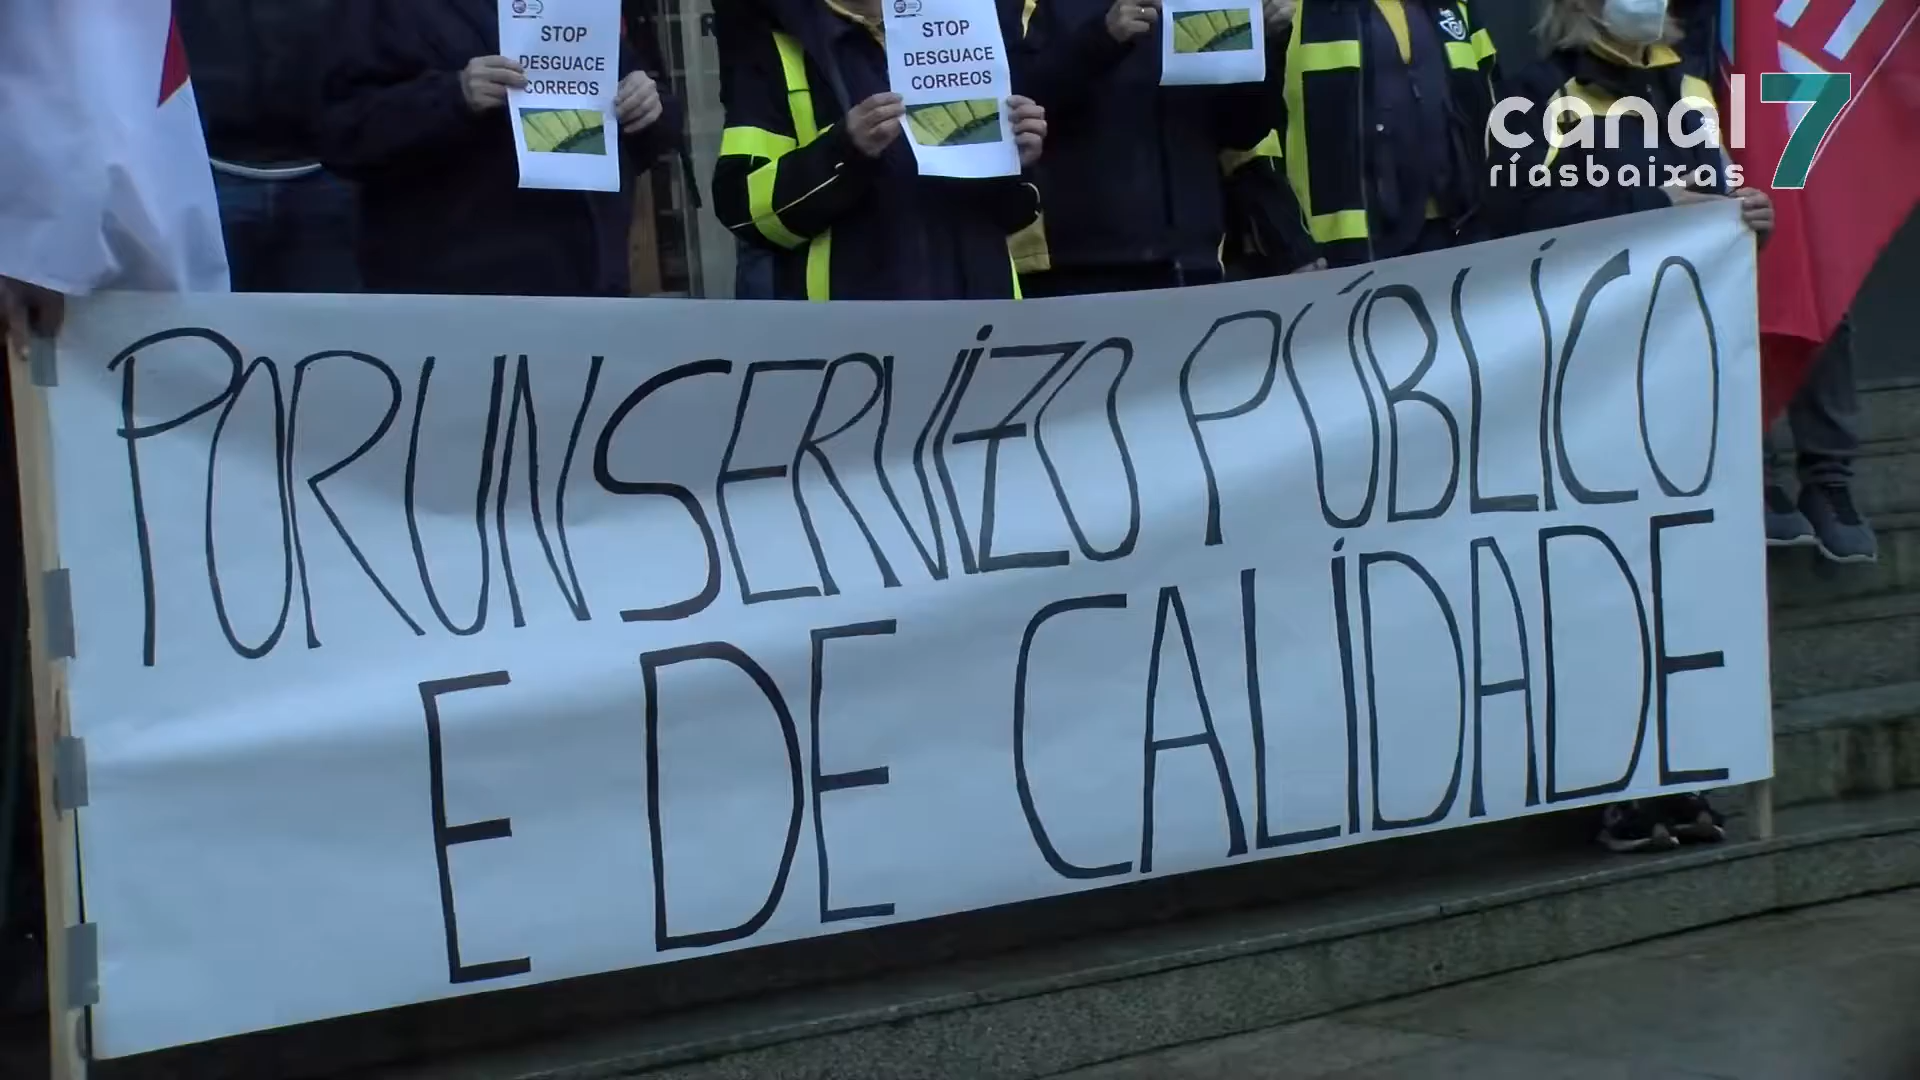 STOP
DESGUACE
CORREOS
STOP
DESGUACE
CORREOS
canal 7
ríasbaixas
POR UN SERVIZO PÚBLICO
E DE CALIDADE